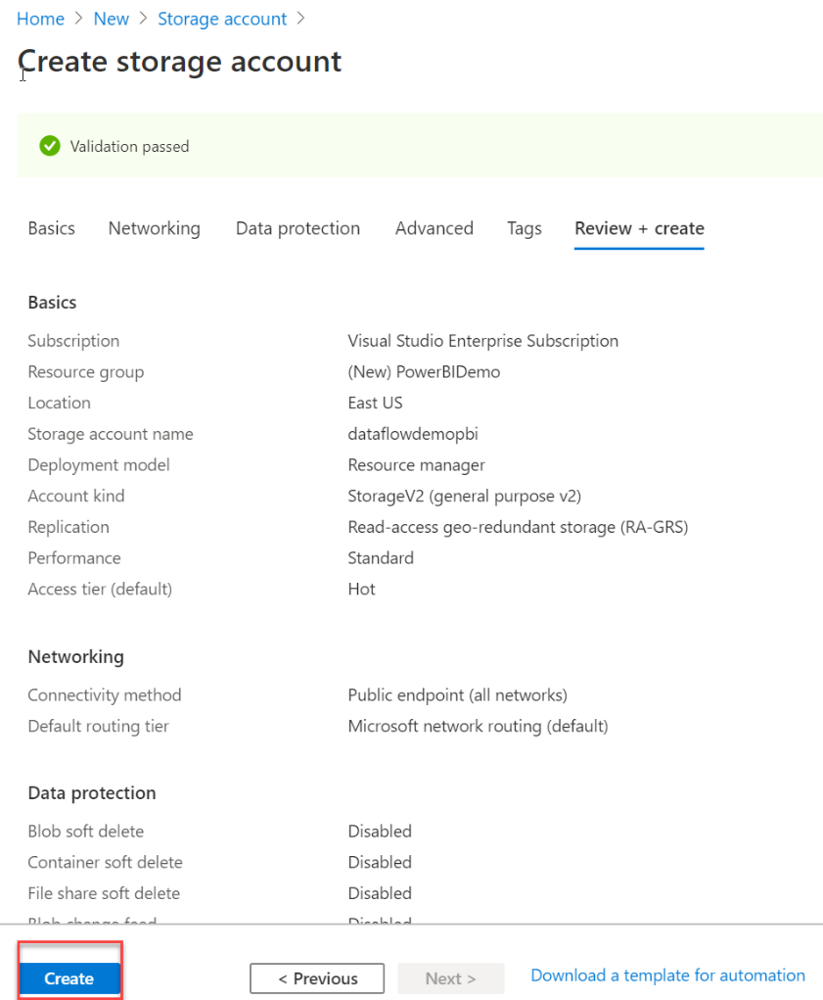 Home > New > Storage account >
Create storage account
Validation passed
Basics Networking Data protection Advanced Tags Review + create
Basics
Subscription Visual Studio Enterprise Subscription
Resource group (New) PowerBIDemo
Location East US
Storage account name dataflowdemopbi
Deployment model Resource manager
Account kind StorageV2 (general purpose v2)
Replication Read-access geo-redundant storage (RA-GRS)
Performance Standard
Access tier (default) Hot
Networking
Connectivity method Public endpoint (all networks)
Default routing tier Microsoft network routing (default)
Data protection
Blob soft delete Disabled
Container soft delete Disabled
File share soft delete Disabled
Blob change feed Disabled
Create < Previous Next > Download a template for automation